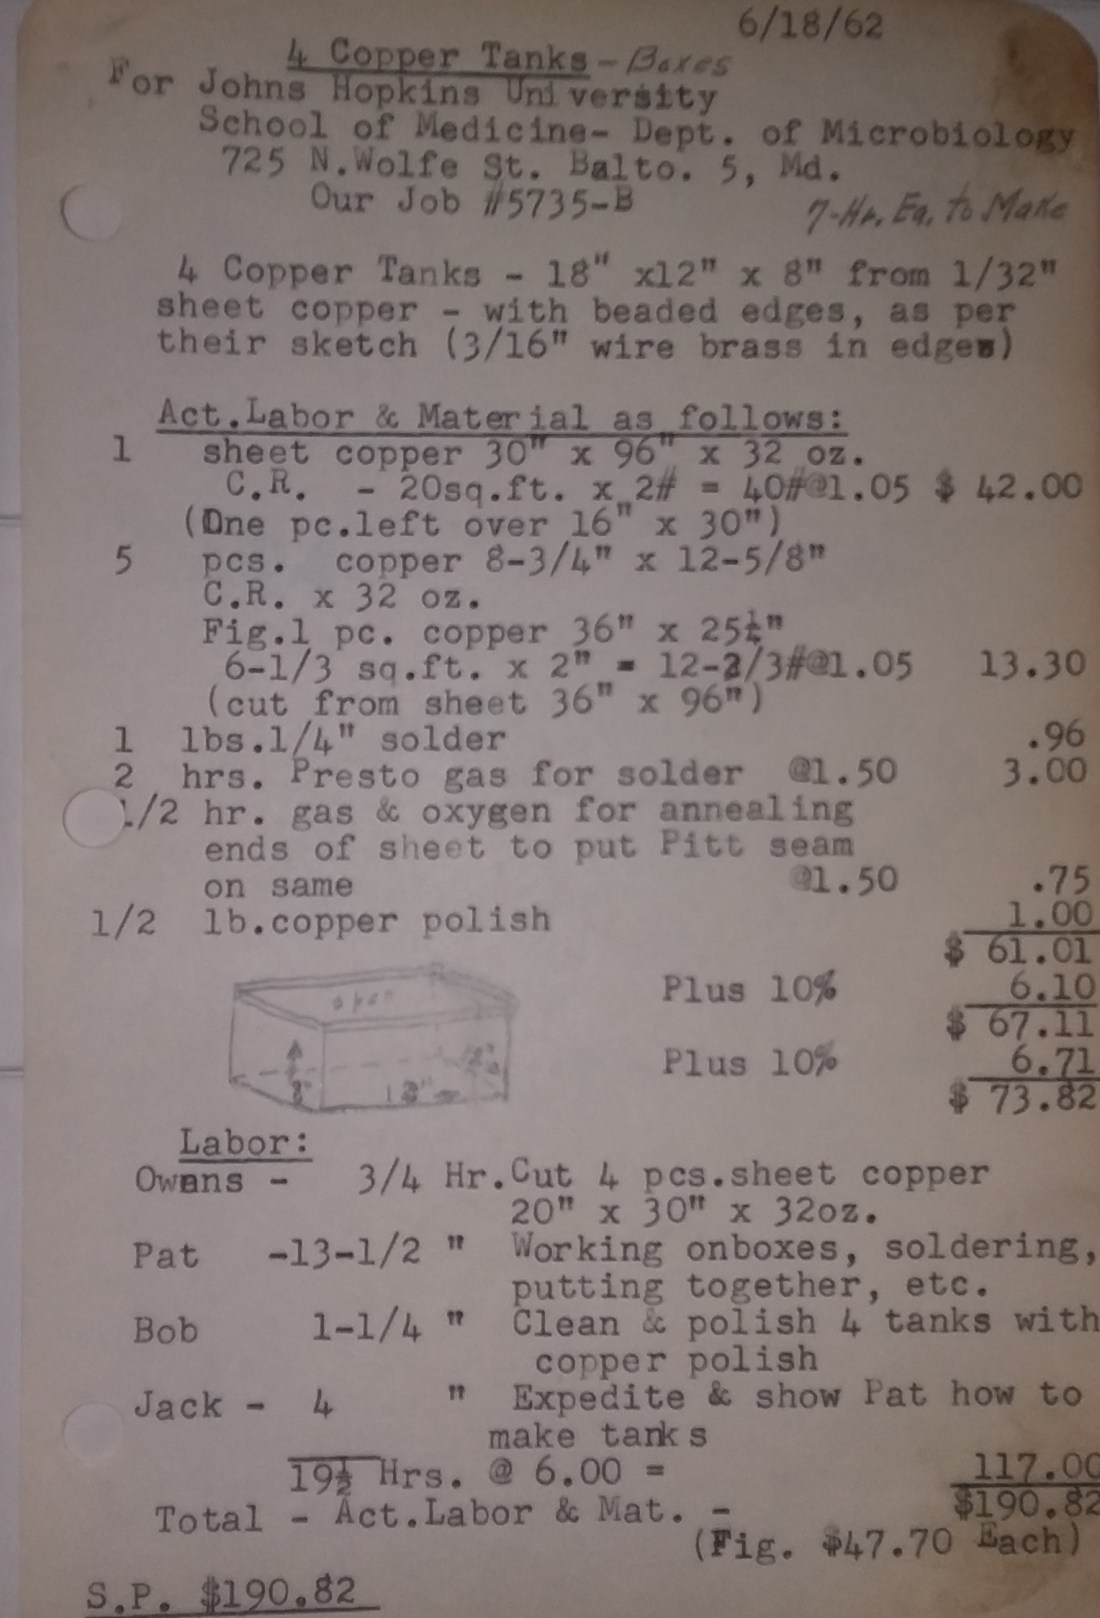 6/18/62
4 Copper Tanks - Boxes
For Johns Hopkins University
School of Medicine- Dept. of Microbiology
725 N.Wolfe St. Balto. 5, Md.
Our Job #5735-B
7-Hr. Ea. to Make
4 Copper Tanks - 18" x12" x 8" from 1/32"
sheet copper - with beaded edges, as per
their sketch (3/16" wire brass in edges)
Act.Labor & Material as follows:
1 sheet copper 30" x 96" x 32 oz.
C.R. - 20sq.ft. x 2# = 40#@1.05 $ 42.00
(One pc.left over 16" x 30")
5 pcs. copper 8-3/4" x 12-5/8"
C.R. x 32 oz.
Fig.1 pc. copper 36" x 25¼"
6-1/3 sq.ft. x 2" = 12-2/3#@1.05 13.30
(cut from sheet 36" x 96")
1 lbs.1/4" solder .96
2 hrs. Presto gas for solder @1.50 3.00
1/2 hr. gas & oxygen for annealing
ends of sheet to put Pitt seam
on same @1.50 .75
1/2 lb.copper polish 1.00
$ 61.01
Plus 10% 6.10
$ 67.11
Plus 10% 6.71
$ 73.82
open
8" 18" 12"
Labor:
Owens - 3/4 Hr.Cut 4 pcs.sheet copper
20" x 30" x 32oz.
Pat -13-1/2 " Working onboxes, soldering,
putting together, etc.
Bob 1-1/4 " Clean & polish 4 tanks with
copper polish
Jack - 4 " Expedite & show Pat how to
make tanks
19½ Hrs. @ 6.00 = 117.00
Total - Act.Labor & Mat. - $190.82
(Fig. $47.70 Each)
S.P. $190.82